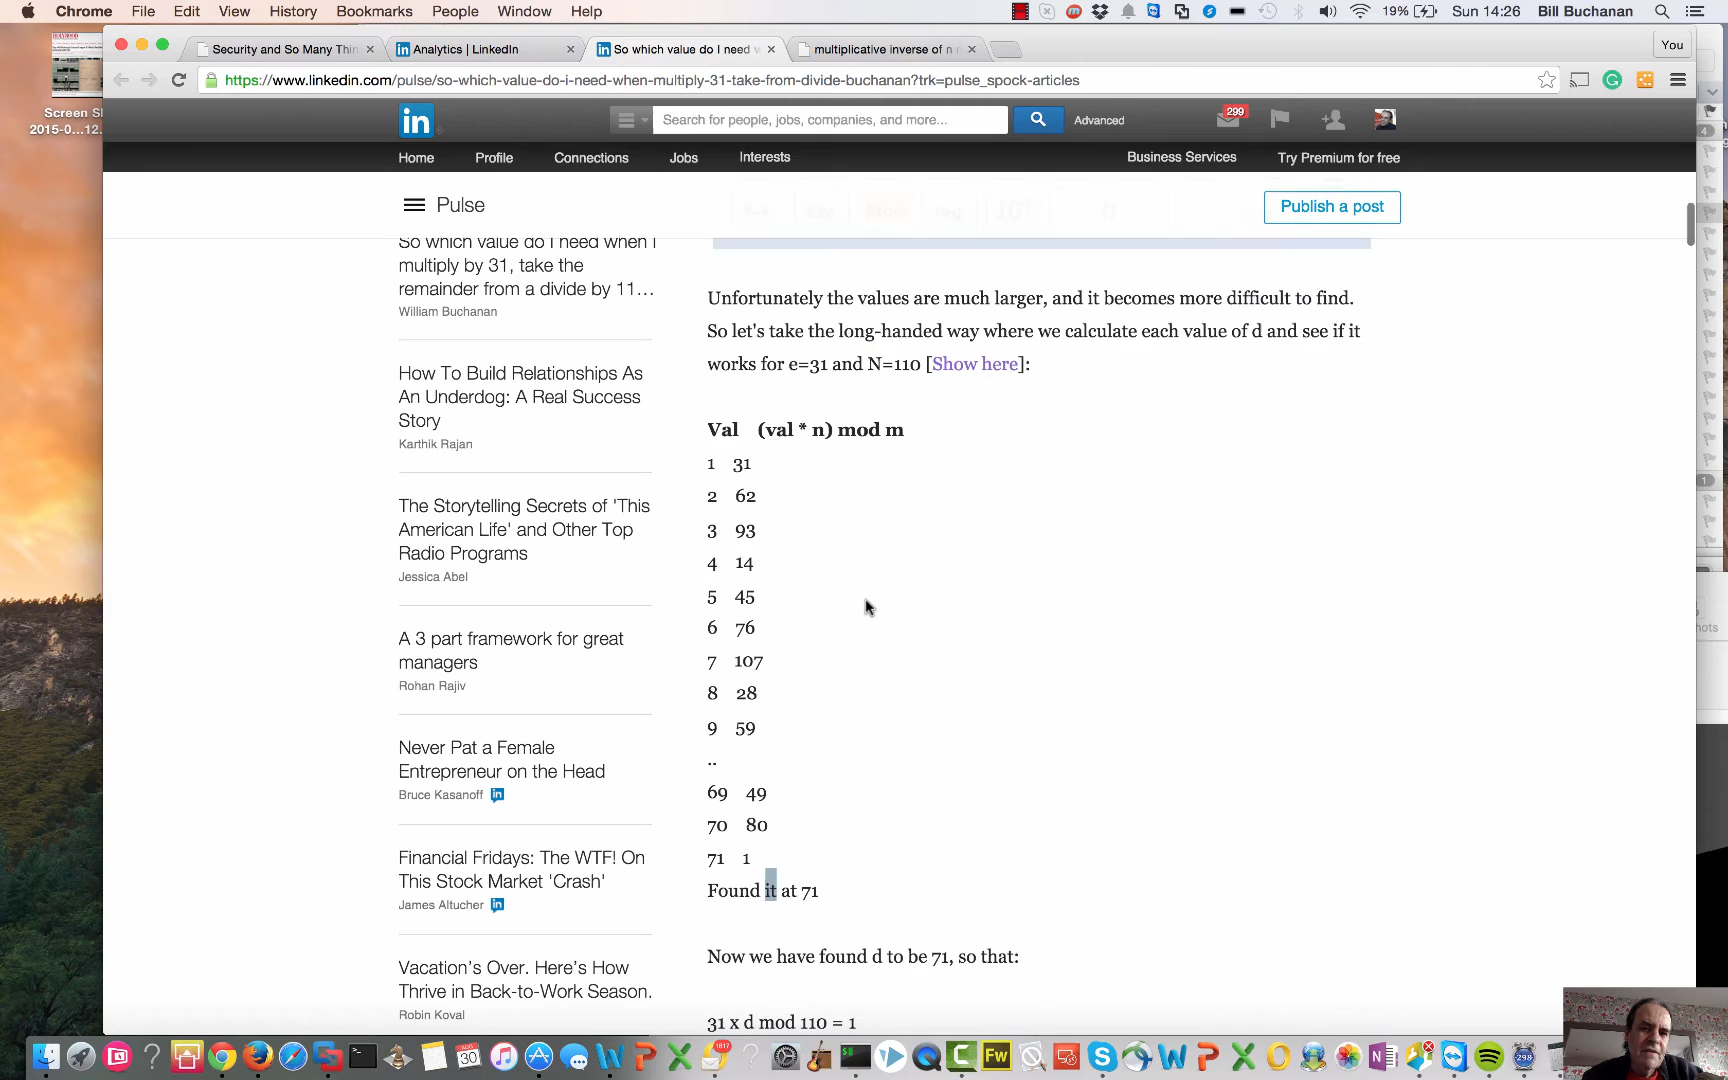 Chrome File Edit View History Bookmarks People Window Help
19% Sun 14:26 Bill Buchanan
Security and So Many Thin
Analytics | LinkedIn
So which value do I need w
multiplicative inverse of n
You
https://www.linkedin.com/pulse/so-which-value-do-i-need-when-multiply-31-take-from-divide-buchanan?trk=pulse_spock-articles
Screen Sh
2015-0...12.
in
Search for people, jobs, companies, and more...
Advanced
299
Home Profile Connections Jobs Interests
Business Services Try Premium for free
Pulse
Publish a post
So which value do I need when I
multiply by 31, take the
remainder from a divide by 11...
William Buchanan
How To Build Relationships As
An Underdog: A Real Success
Story
Karthik Rajan
The Storytelling Secrets of 'This
American Life' and Other Top
Radio Programs
Jessica Abel
A 3 part framework for great
managers
Rohan Rajiv
Never Pat a Female
Entrepreneur on the Head
Bruce Kasanoff in
Financial Fridays: The WTF! On
This Stock Market 'Crash'
James Altucher in
Vacation's Over. Here's How
Thrive in Back-to-Work Season.
Robin Koval
Unfortunately the values are much larger, and it becomes more difficult to find.
So let's take the long-handed way where we calculate each value of d and see if it
works for e=31 and N=110 [Show here]:
Val (val * n) mod m
1 31
2 62
3 93
4 14
5 45
6 76
7 107
8 28
9 59
..
69 49
70 80
71 1
Found it at 71
Now we have found d to be 71, so that:
31 x d mod 110 = 1